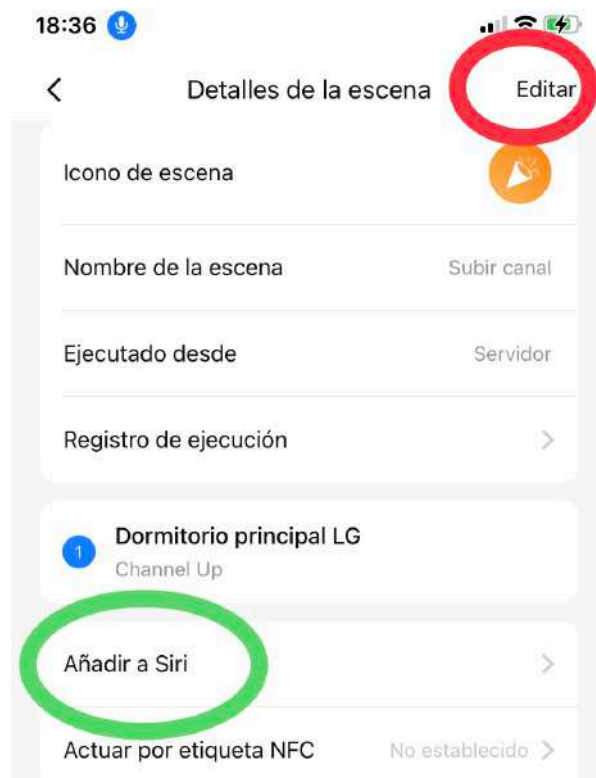 18:36
Detalles de la escena
Editar
Icono de escena
Nombre de la escena
Subir canal
Ejecutado desde
Servidor
Registro de ejecución
1
Dormitorio principal LG
Channel Up
Añadir a Siri
Actuar por etiqueta NFC
No establecido